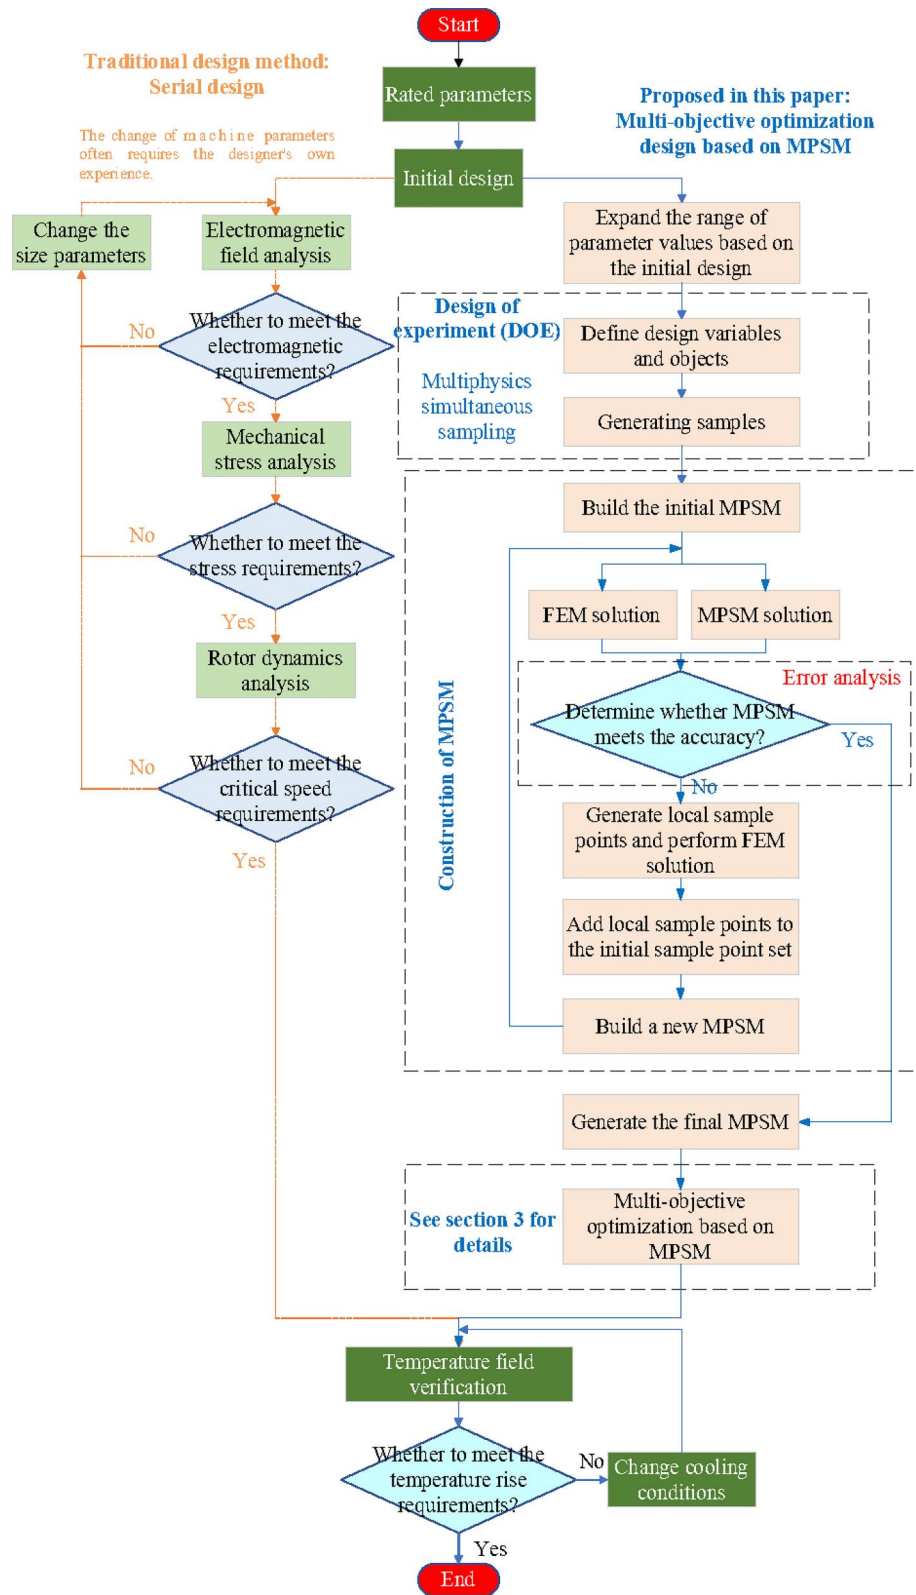 Start
Traditional design method:
Serial design
Rated parameters
Proposed in this paper:
Multi-objective optimization
design based on MPSM
The change of machine parameters
often requires the designer's own
experience.
Initial design
Change the
size parameters
Electromagnetic
field analysis
Expand the range of
parameter values based on
the initial design
Whether to meet the
electromagnetic
requirements?
No
Yes
Design of
experiment (DOE)
Define design variables
and objects
Multiphysics
simultaneous
sampling
Generating samples
Mechanical
stress analysis
Build the initial MPSM
No
Whether to meet the
stress requirements?
Yes
FEM solution
MPSM solution
Rotor dynamics
analysis
Error analysis
Determine whether MPSM
meets the accuracy?
Yes
No
No
Whether to meet the
critical speed
requirements?
Yes
Construction of MPSM
Generate local sample
points and perform FEM
solution
Add local sample points to
the initial sample point set
Build a new MPSM
Generate the final MPSM
See section 3 for
details
Multi-objective
optimization based on
MPSM
Temperature field
verification
Whether to meet the
temperature rise
requirements?
No
Change cooling
conditions
Yes
End